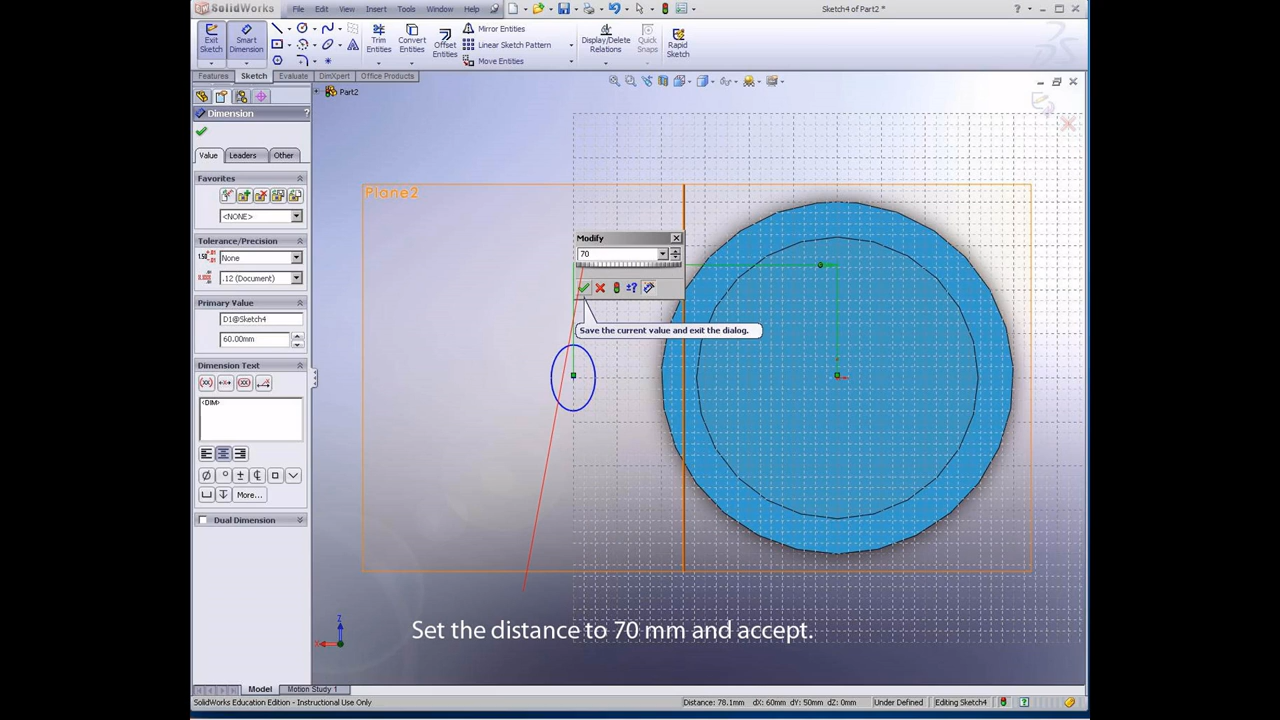 SolidWorks
File Edit View Insert Tools Window Help
Sketch4 of Part2 *
Exit Sketch
Smart Dimension
Trim Entities
Convert Entities
Offset Entities
Mirror Entities
Linear Sketch Pattern
Move Entities
Display/Delete Relations
Quick Snaps
Rapid Sketch
Features Sketch Evaluate DimXpert Office Products
Part2
Dimension ?
Value Leaders Other
Favorites
<NONE>
Tolerance/Precision
None
.12 (Document)
Primary Value
D1@Sketch4
60.00mm
Dimension Text
<DIM>
More...
Dual Dimension
Plane2
Modify
70
Save the current value and exit the dialog.
Z
X
Set the distance to 70 mm and accept.
Model Motion Study 1
SolidWorks Education Edition - Instructional Use Only
Distance: 78.1mm dX: 60mm dY: 50mm dZ: 0mm Under Defined Editing Sketch4